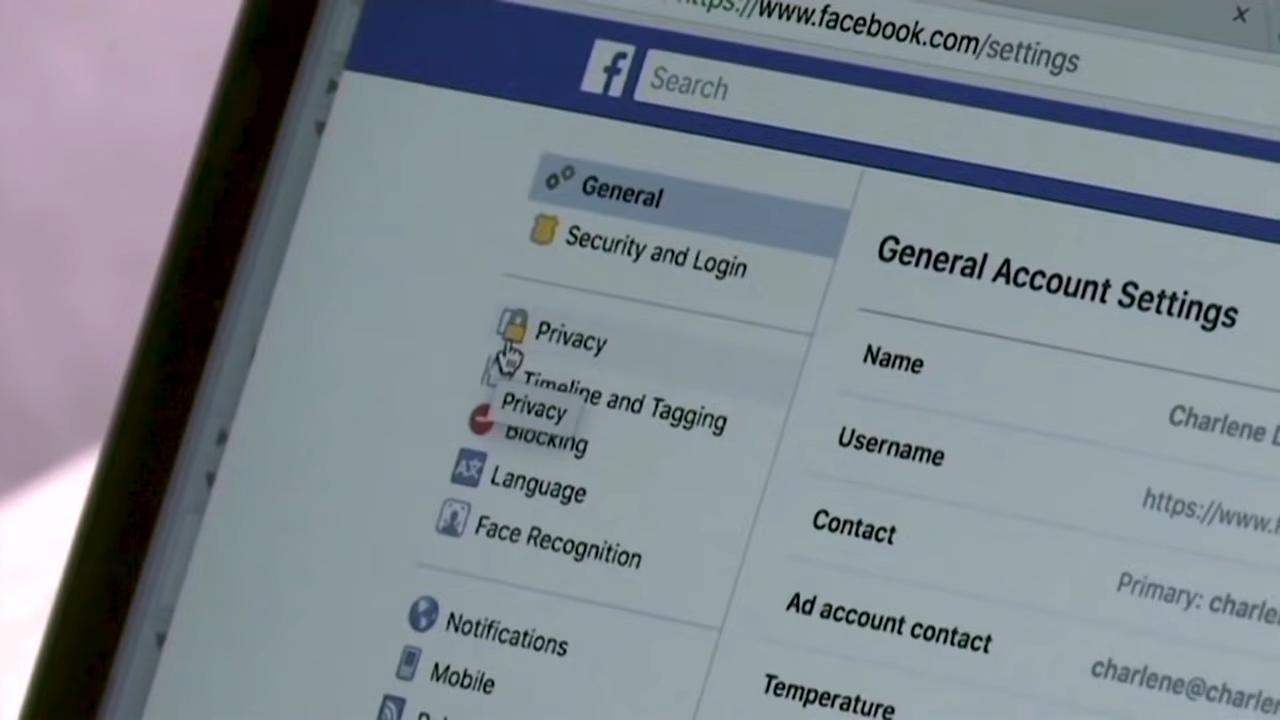 https://www.facebook.com/settings
f Search
General
Security and Login
Privacy
Timeline and Tagging
Privacy
Blocking
Language
Face Recognition
Notifications
Mobile
General Account Settings
Name
Charlene
Username
https://www.
Contact
Primary: charle
Ad account contact
charlene@charle
Temperature